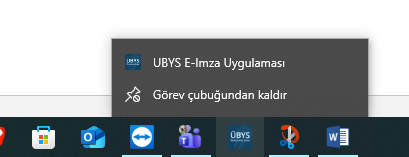 UBYS E-Imza Uygulaması
Görev çubuğundan kaldır
ÜBYS